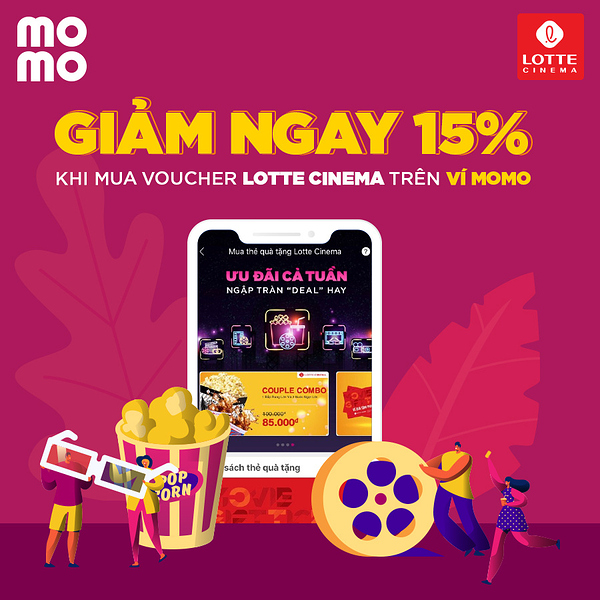 mo
mo
LOTTE
CINEMA
GIẢM NGAY 15%
KHI MUA VOUCHER LOTTE CINEMA TRÊN VÍ MOMO
Mua thẻ quà tặng Lotte Cinema
?
ƯU ĐÃI CẢ TUẦN
NGẬP TRÀN "DEAL" HAY
COUPLE COMBO
100.000đ
85.000đ
sách thẻ quà tặng
POP
CORN